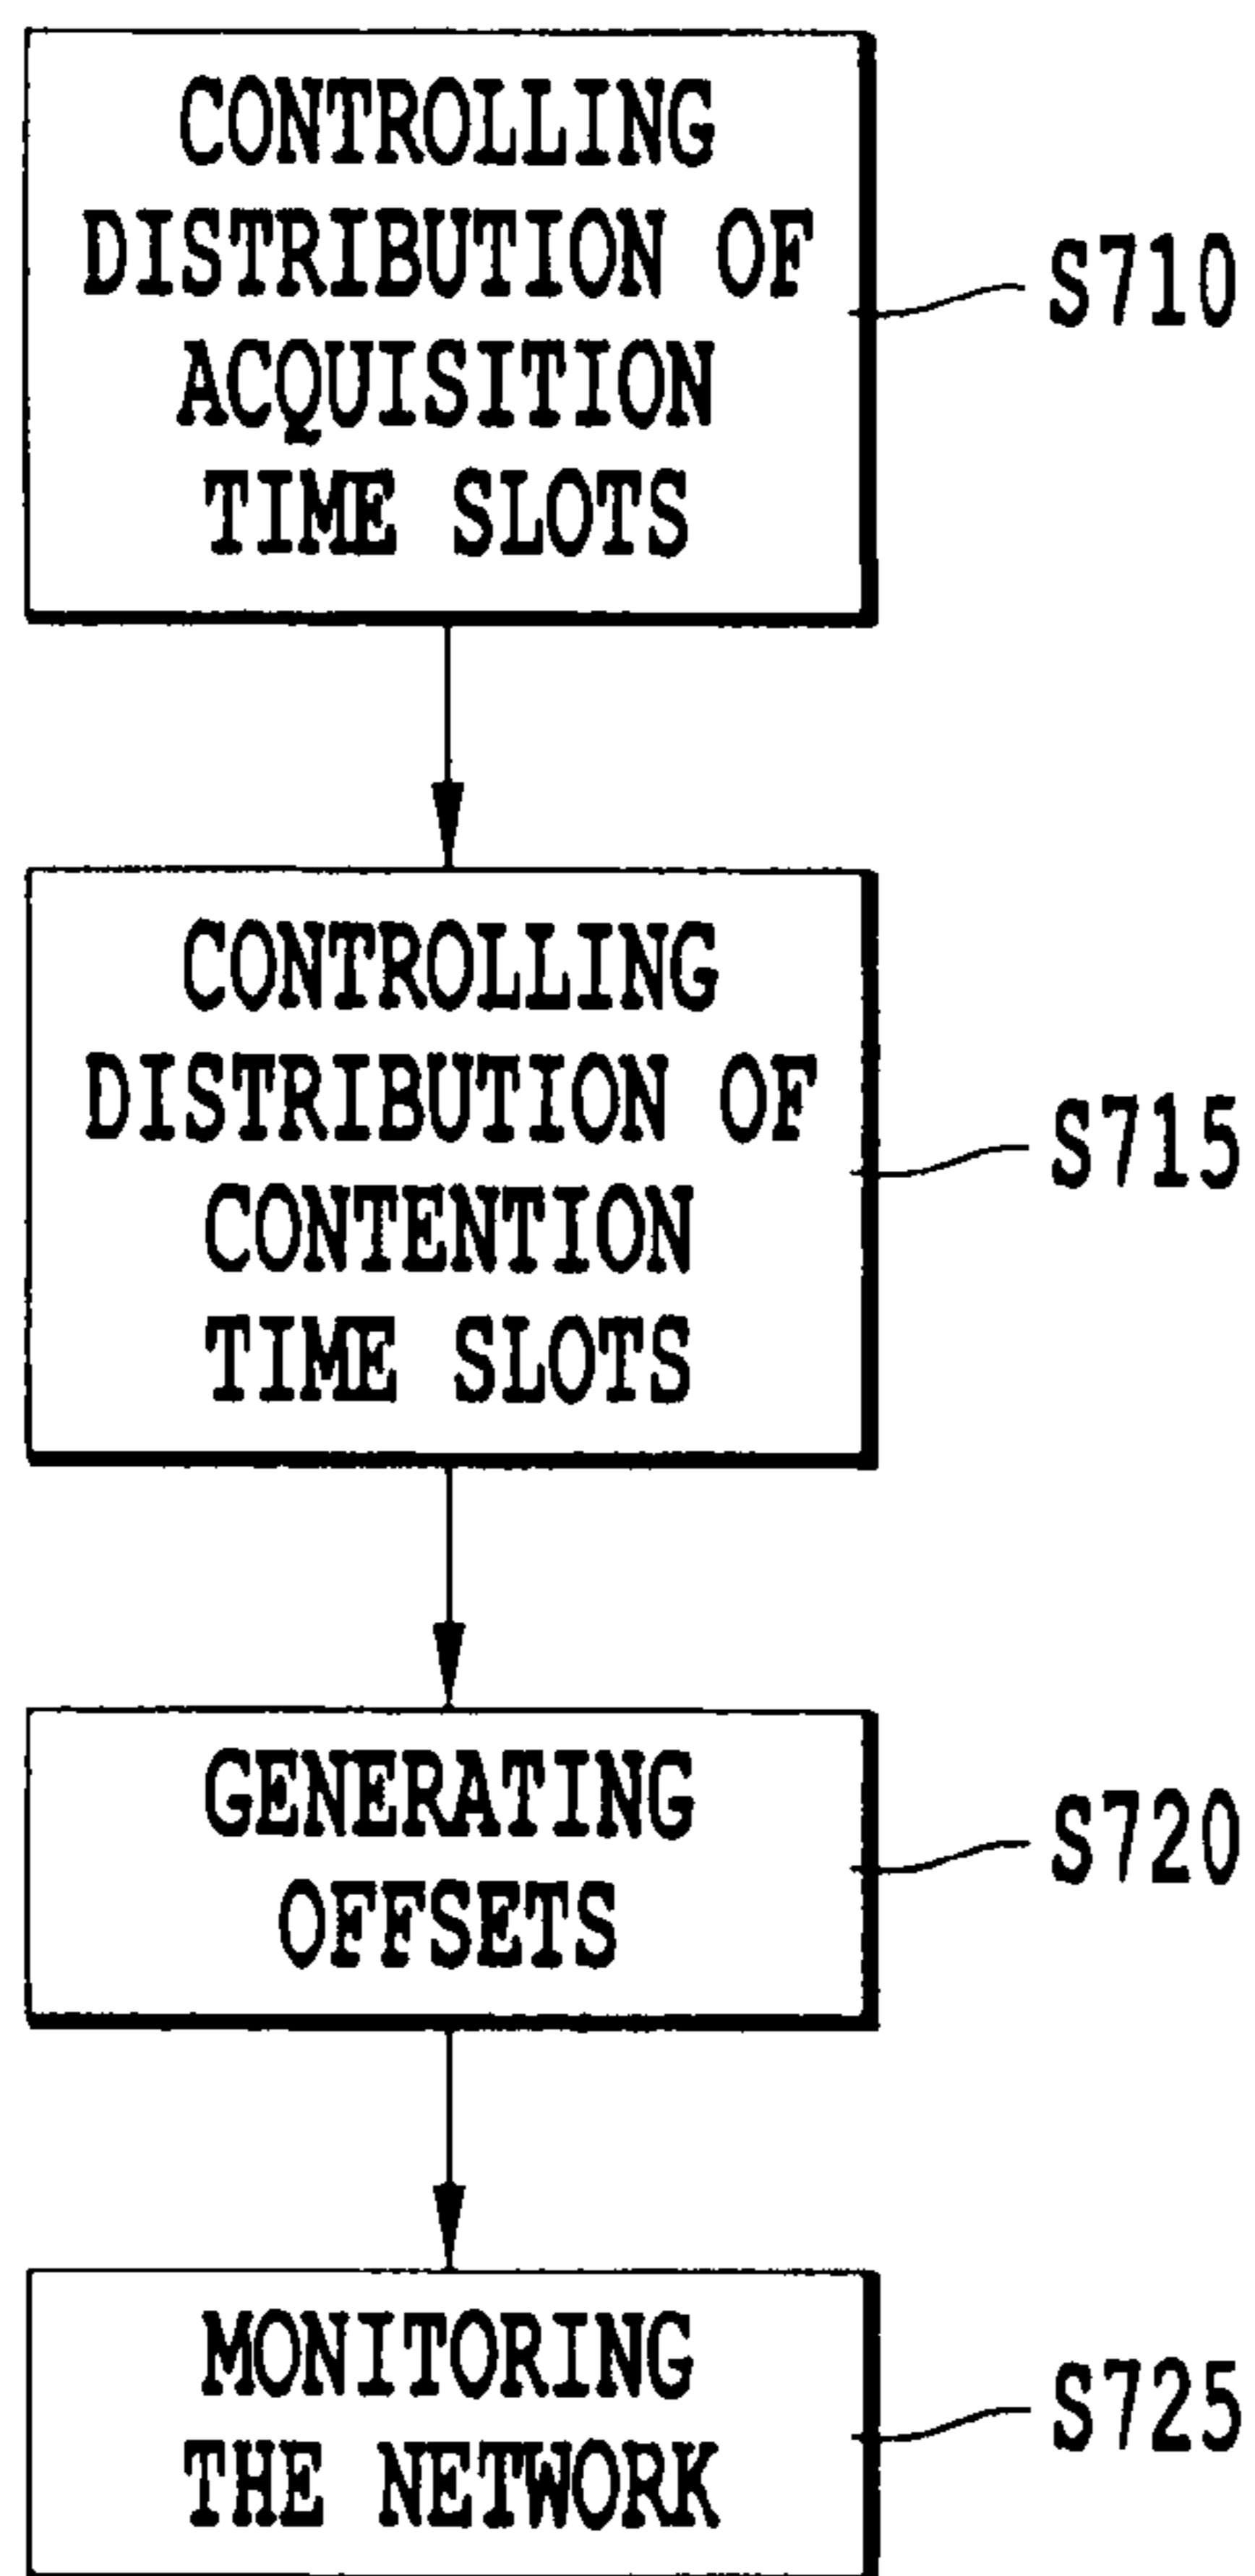 CONTROLLING
DISTRIBUTION OF
ACQUISITION
TIME SLOTS
S710
CONTROLLING
DISTRIBUTION OF
CONTENTION
TIME SLOTS
S715
GENERATING
OFFSETS
S720
MONITORING
THE NETWORK
S725